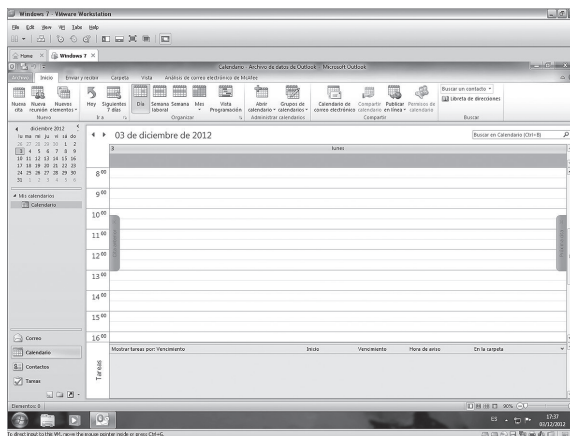 Windows 7 - VMware Workstation
File Edit View VM Tabs Help
Home × Windows 7 ×
Calendario - Archivo de datos de Outlook - Microsoft Outlook
Archivo Inicio Enviar y recibir Carpeta Vista Análisis de correo electrónico de McAfee
Nueva cita Nueva reunión Nuevos elementos
Hoy Siguientes 7 días
Día Semana laboral Semana Mes Vista Programación
Abrir calendario Grupos de calendarios
Calendario de correo electrónico Compartir calendario Publicar en línea Permisos de calendario
Buscar un contacto
Libreta de direcciones
Nuevo Ir a Organizar Administrar calendarios Compartir Buscar
diciembre 2012
lu ma mi ju vi sá do
26 27 28 29 30 1 2
3 4 5 6 7 8 9
10 11 12 13 14 15 16
17 18 19 20 21 22 23
24 25 26 27 28 29 30
31 1 2 3 4 5 6
Mis calendarios
Calendario
03 de diciembre de 2012
Buscar en Calendario (Ctrl+B)
3 lunes
8 00
9 00
10 00
11 00
12 00
13 00
14 00
15 00
16 00
Correo
Calendario
Contactos
Tareas
Tareas
Mostrar tareas por: Vencimiento Inicio Vencimiento Hora de aviso En la carpeta
Elementos: 0
90%
ES
17:37
03/12/2012
To direct input to this VM, move the mouse pointer inside or press Ctrl+G.